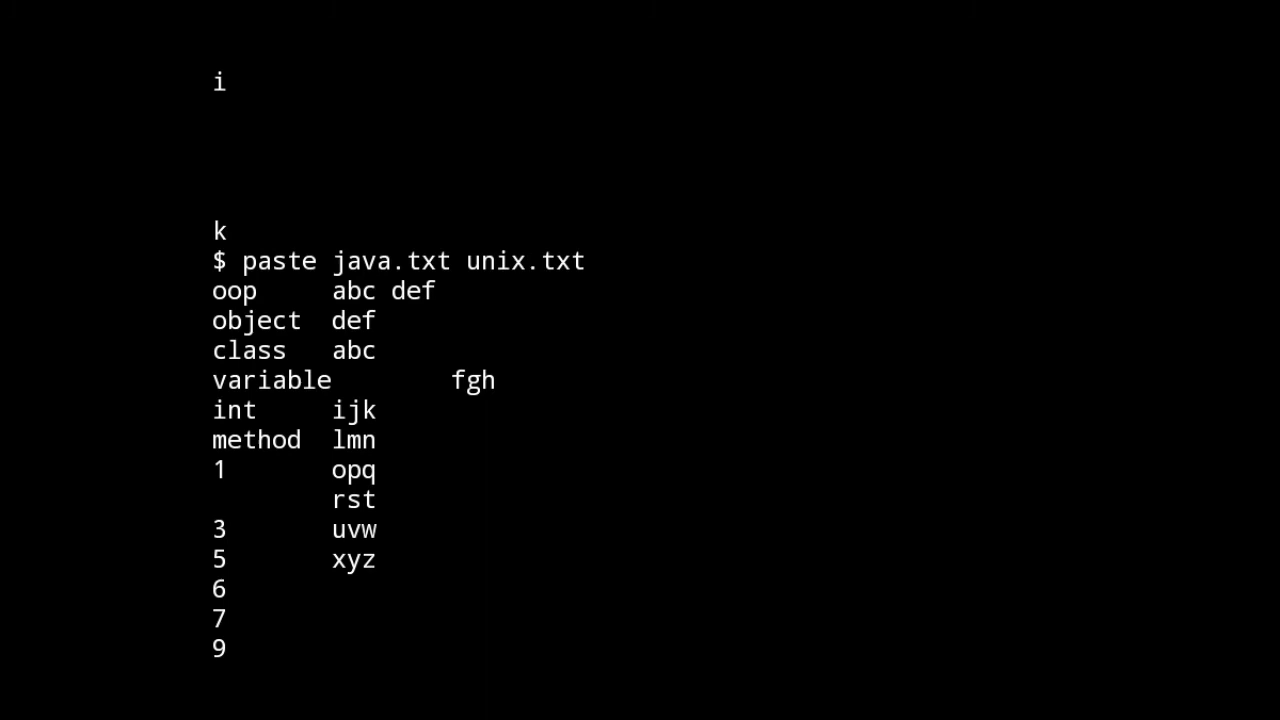 i
k
$ paste java.txt unix.txt
oop     abc def
object  def
class   abc
variable        fgh
int     ijk
method  lmn
1       opq
        rst
3       uvw
5       xyz
6
7
9